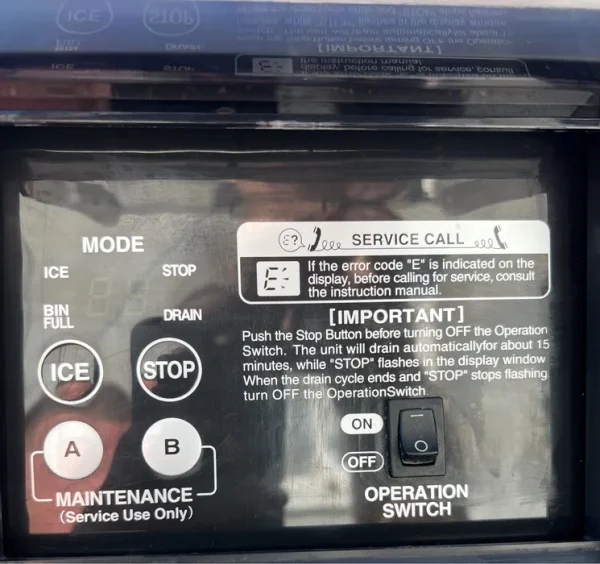 MODE
ICE STOP
BIN FULL DRAIN
ICE STOP
A B
MAINTENANCE
(Service Use Only)
E? SERVICE CALL
E If the error code "E" is indicated on the
display, before calling for service, consult
the instruction manual.
[IMPORTANT]
Push the Stop Button before turning OFF the Operation
Switch. The unit will drain automaticallyfor about 15
minutes, while "STOP" flashes in the display window
When the drain cycle ends and "STOP" stops flashing
turn OFF the OperationSwitch
ON
OFF
OPERATION
SWITCH